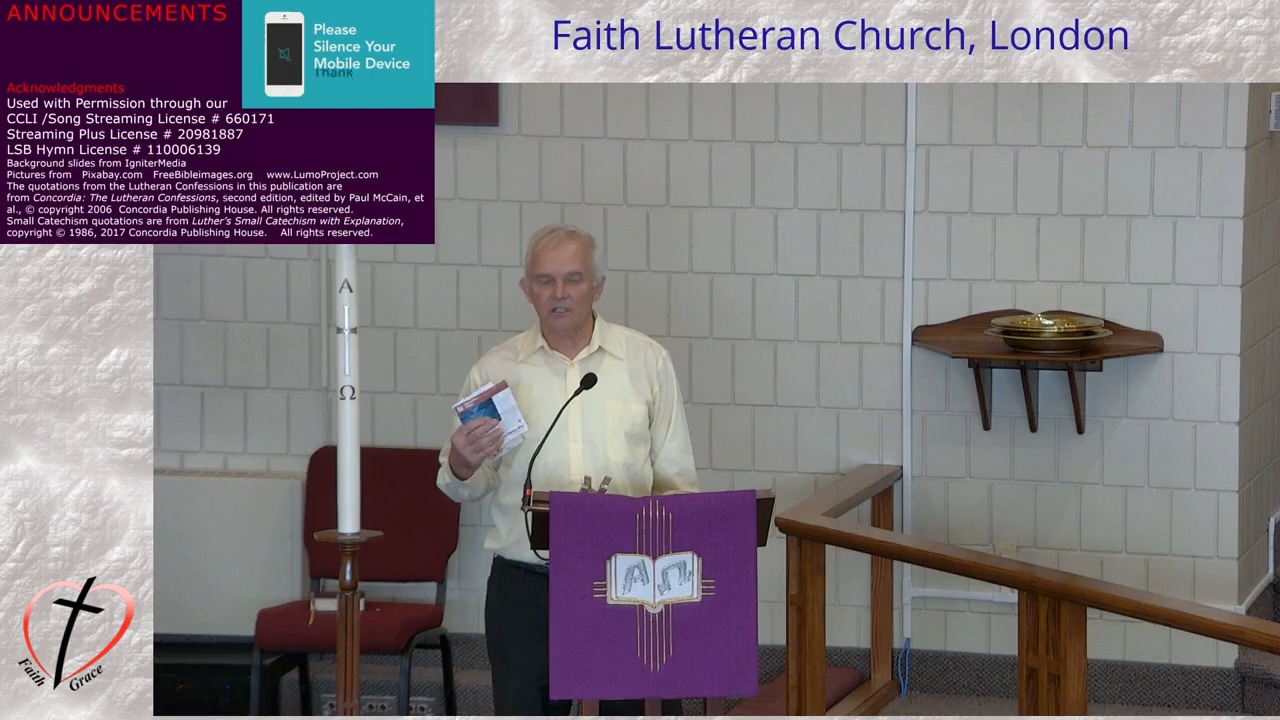 ANNOUNCEMENTS
Please
Silence Your
Mobile Device
Thank
Faith Lutheran Church, London
Acknowledgments
Used with Permission through our
CCLI /Song Streaming License # 660171
Streaming Plus License # 20981887
LSB Hymn License # 110006139
Background slides from IgniterMedia
Pictures from Pixabay.com FreeBibleimages.org www.LumoProject.com
The quotations from the Lutheran Confessions in this publication are
from Concordia: The Lutheran Confessions, second edition, edited by Paul McCain, et
al., © copyright 2006 Concordia Publishing House. All rights reserved.
Small Catechism quotations are from Luther's Small Catechism with Explanation,
copyright © 1986, 2017 Concordia Publishing House. All rights reserved.
Α
Ω
Α Ω
Faith Grace